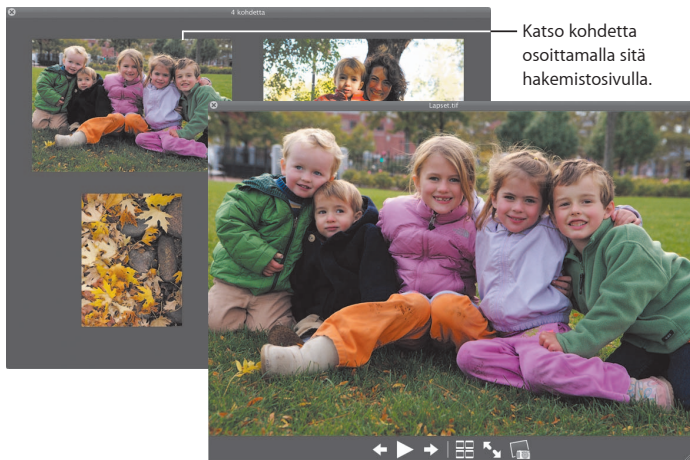 4 kohdetta
Katso kohdetta
osoittamalla sitä
hakemistosivulla.
Lapset.tif